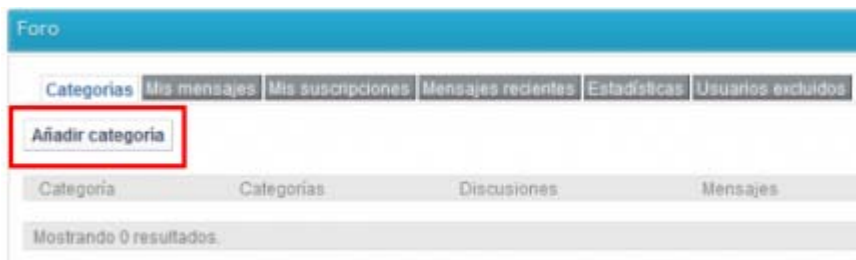 Foro
Categorías Mis mensajes Mis suscripciones Mensajes recientes Estadísticas Usuarios excluidos
Añadir categoría
Categoría Categorías Discusiones Mensajes
Mostrando 0 resultados.